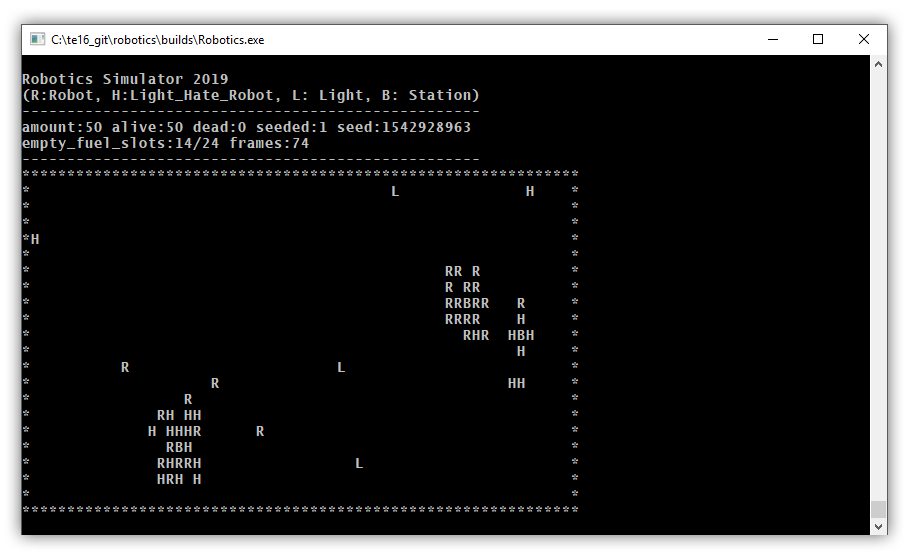 C:\te16_git\robotics\builds\Robotics.exe
Robotics Simulator 2019
(R:Robot, H:Light_Hate_Robot, L: Light, B: Station)
---------------------------------------------------
amount:50 alive:50 dead:0 seeded:1 seed:1542928963
empty_fuel_slots:14/24 frames:74
---------------------------------------------------
**************************************************************
*                                        L              H    *
*                                                            *
*                                                            *
*H                                                           *
*                                                            *
*                                              RR R          *
*                                              R RR          *
*                                              RRBRR   R     *
*                                              RRRR    H     *
*                                                RHR  HBH    *
*                                                      H     *
*          R                       L                         *
*                    R                                HH     *
*                 R                                          *
*              RH HH                                         *
*             H HHHR      R                                  *
*               RBH                                          *
*              RHRRH                 L                       *
*              HRH H                                         *
*                                                            *
**************************************************************